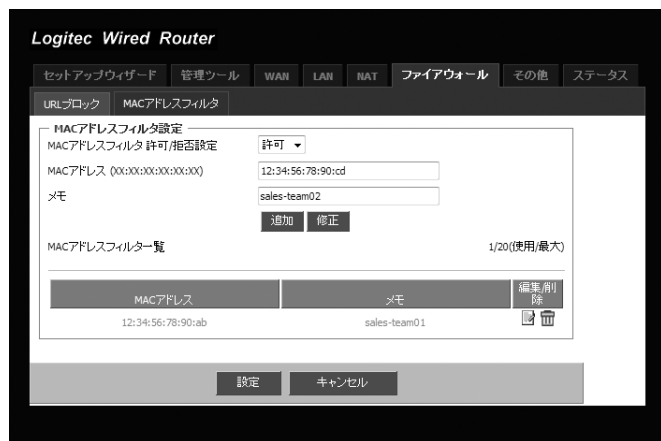 Logitec Wired Router
セットアップウィザード 管理ツール WAN LAN NAT ファイアウォール その他 ステータス
URLブロック MACアドレスフィルタ
MACアドレスフィルタ設定
MACアドレスフィルタ 許可/拒否設定 許可
MACアドレス (XX:XX:XX:XX:XX:XX) 12:34:56:78:90:cd
メモ sales-team02
追加 修正
MACアドレスフィルター覧 1/20(使用/最大)
MACアドレス メモ 編集/削除
12:34:56:78:90:ab sales-team01
設定 キャンセル